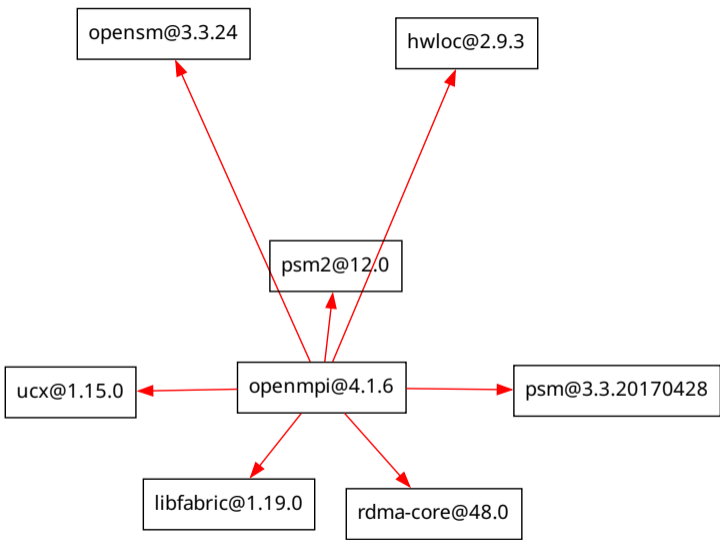 opensm@3.3.24
hwloc@2.9.3
psm2@12.0
openmpi@4.1.6
ucx@1.15.0
psm@3.3.20170428
libfabric@1.19.0
rdma-core@48.0